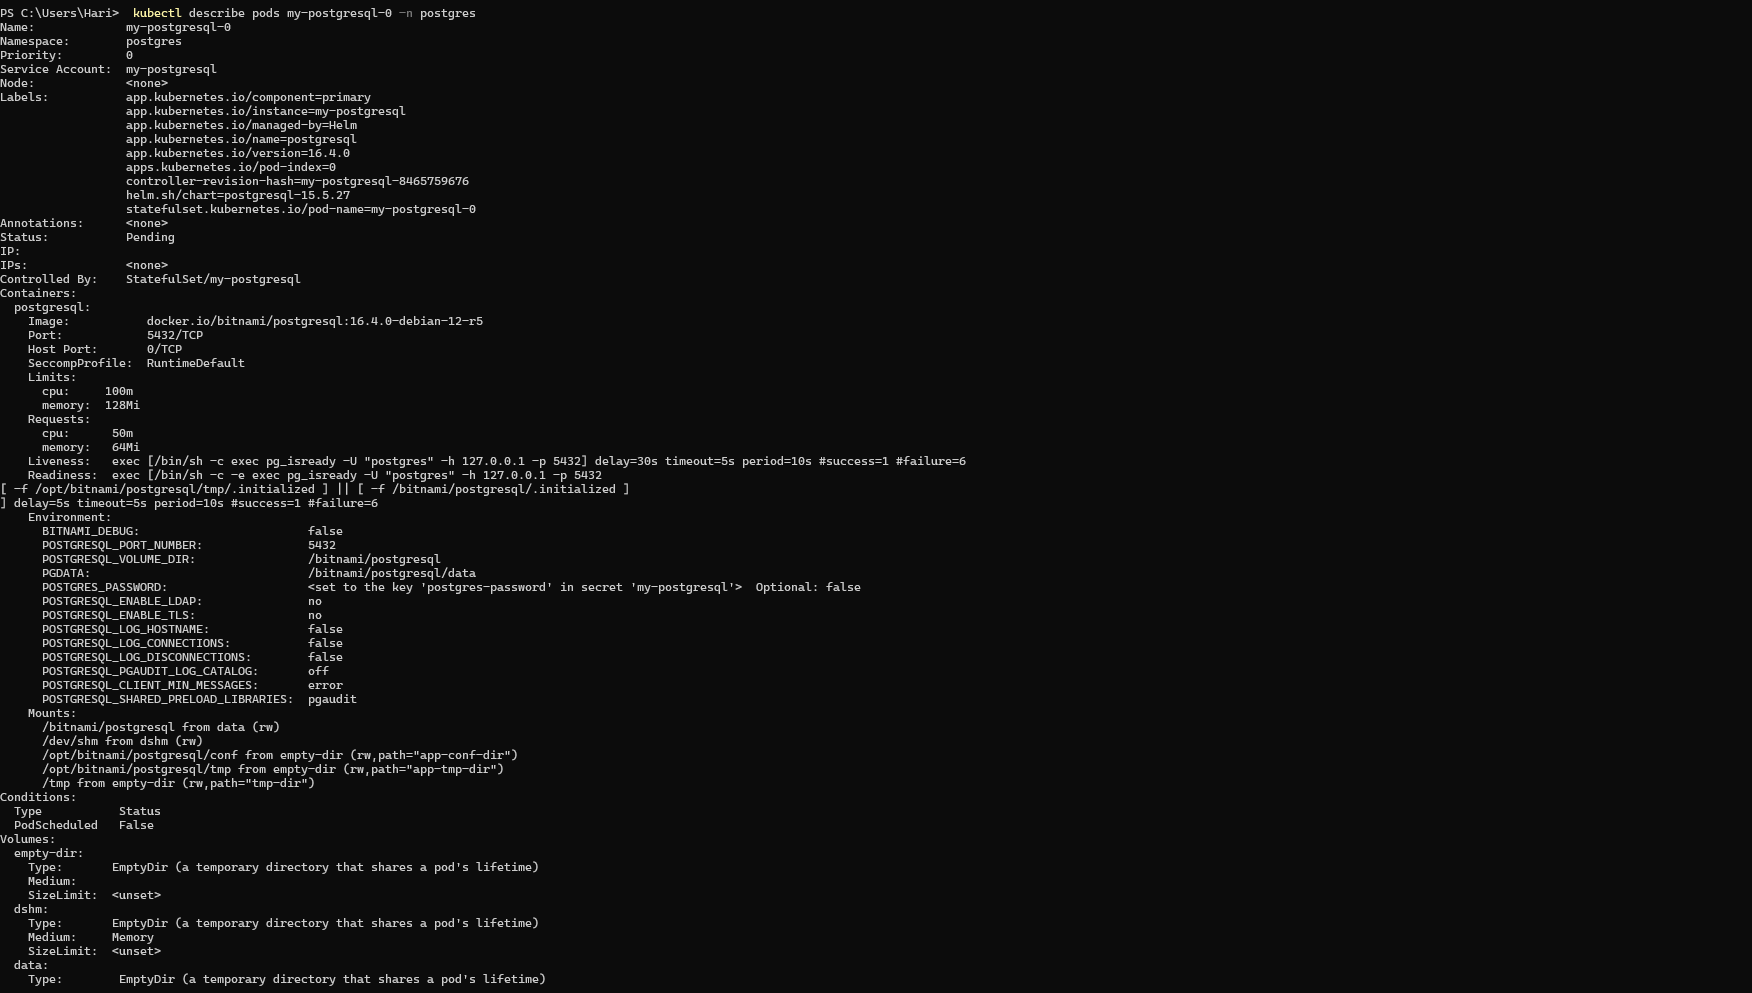 PS C:\Users\Hari>  kubectl describe pods my-postgresql-0 -n postgres
Name:             my-postgresql-0
Namespace:        postgres
Priority:         0
Service Account:  my-postgresql
Node:             <none>
Labels:           app.kubernetes.io/component=primary
                  app.kubernetes.io/instance=my-postgresql
                  app.kubernetes.io/managed-by=Helm
                  app.kubernetes.io/name=postgresql
                  app.kubernetes.io/version=16.4.0
                  apps.kubernetes.io/pod-index=0
                  controller-revision-hash=my-postgresql-8465759676
                  helm.sh/chart=postgresql-15.5.27
                  statefulset.kubernetes.io/pod-name=my-postgresql-0
Annotations:      <none>
Status:           Pending
IP:
IPs:              <none>
Controlled By:    StatefulSet/my-postgresql
Containers:
  postgresql:
    Image:           docker.io/bitnami/postgresql:16.4.0-debian-12-r5
    Port:            5432/TCP
    Host Port:       0/TCP
    SeccompProfile:  RuntimeDefault
    Limits:
      cpu:     100m
      memory:  128Mi
    Requests:
      cpu:      50m
      memory:   64Mi
    Liveness:   exec [/bin/sh -c exec pg_isready -U "postgres" -h 127.0.0.1 -p 5432] delay=30s timeout=5s period=10s #success=1 #failure=6
    Readiness:  exec [/bin/sh -c -e exec pg_isready -U "postgres" -h 127.0.0.1 -p 5432
[ -f /opt/bitnami/postgresql/tmp/.initialized ] || [ -f /bitnami/postgresql/.initialized ]
] delay=5s timeout=5s period=10s #success=1 #failure=6
    Environment:
      BITNAMI_DEBUG:                        false
      POSTGRESQL_PORT_NUMBER:               5432
      POSTGRESQL_VOLUME_DIR:                /bitnami/postgresql
      PGDATA:                               /bitnami/postgresql/data
      POSTGRES_PASSWORD:                    <set to the key 'postgres-password' in secret 'my-postgresql'>  Optional: false
      POSTGRESQL_ENABLE_LDAP:               no
      POSTGRESQL_ENABLE_TLS:                no
      POSTGRESQL_LOG_HOSTNAME:              false
      POSTGRESQL_LOG_CONNECTIONS:           false
      POSTGRESQL_LOG_DISCONNECTIONS:        false
      POSTGRESQL_PGAUDIT_LOG_CATALOG:       off
      POSTGRESQL_CLIENT_MIN_MESSAGES:       error
      POSTGRESQL_SHARED_PRELOAD_LIBRARIES:  pgaudit
    Mounts:
      /bitnami/postgresql from data (rw)
      /dev/shm from dshm (rw)
      /opt/bitnami/postgresql/conf from empty-dir (rw,path="app-conf-dir")
      /opt/bitnami/postgresql/tmp from empty-dir (rw,path="app-tmp-dir")
      /tmp from empty-dir (rw,path="tmp-dir")
Conditions:
  Type           Status
  PodScheduled   False
Volumes:
  empty-dir:
    Type:       EmptyDir (a temporary directory that shares a pod's lifetime)
    Medium:
    SizeLimit:  <unset>
  dshm:
    Type:       EmptyDir (a temporary directory that shares a pod's lifetime)
    Medium:     Memory
    SizeLimit:  <unset>
  data:
    Type:        EmptyDir (a temporary directory that shares a pod's lifetime)